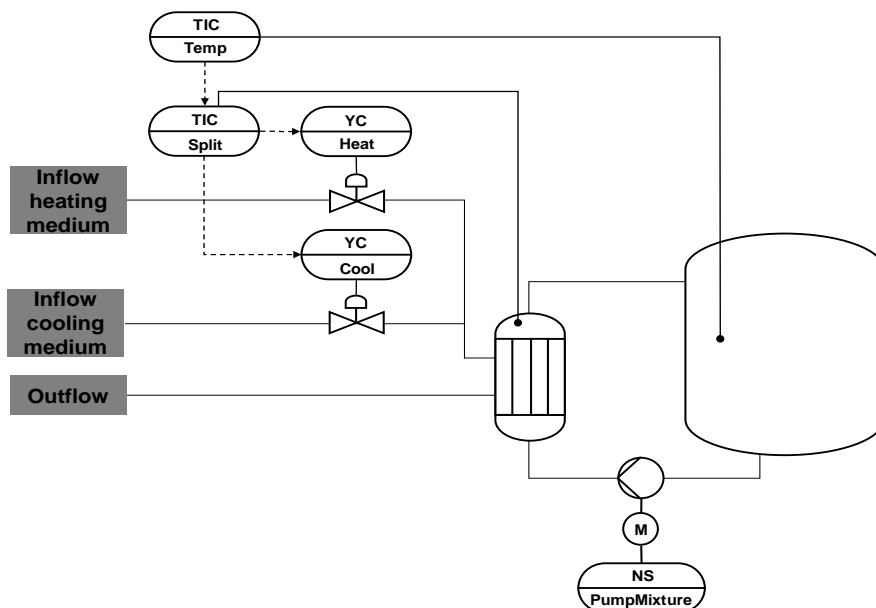 TIC
Temp
TIC
Split
YC
Heat
Inflow
heating
medium
YC
Cool
Inflow
cooling
medium
Outflow
M
NS
PumpMixture